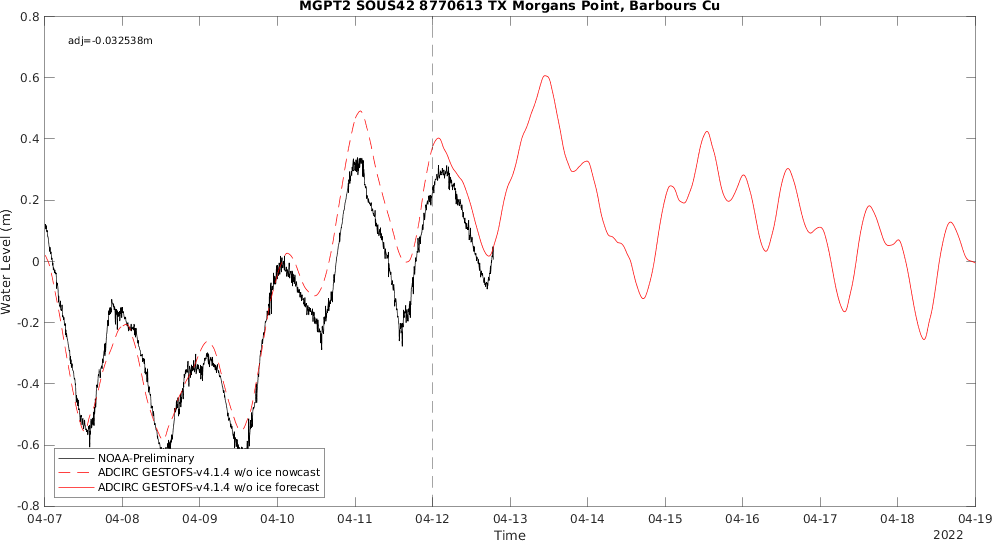 MGPT2 SOUS42 8770613 TX Morgans Point, Barbours Cu
adj=-0.032538m
Water Level (m)
0.8
0.6
0.4
0.2
0
-0.2
-0.4
-0.6
-0.8
NOAA-Preliminary
ADCIRC GESTOFS-v4.1.4 w/o ice nowcast
ADCIRC GESTOFS-v4.1.4 w/o ice forecast
04-07 04-08 04-09 04-10 04-11 04-12 04-13 04-14 04-15 04-16 04-17 04-18 04-19
Time
2022